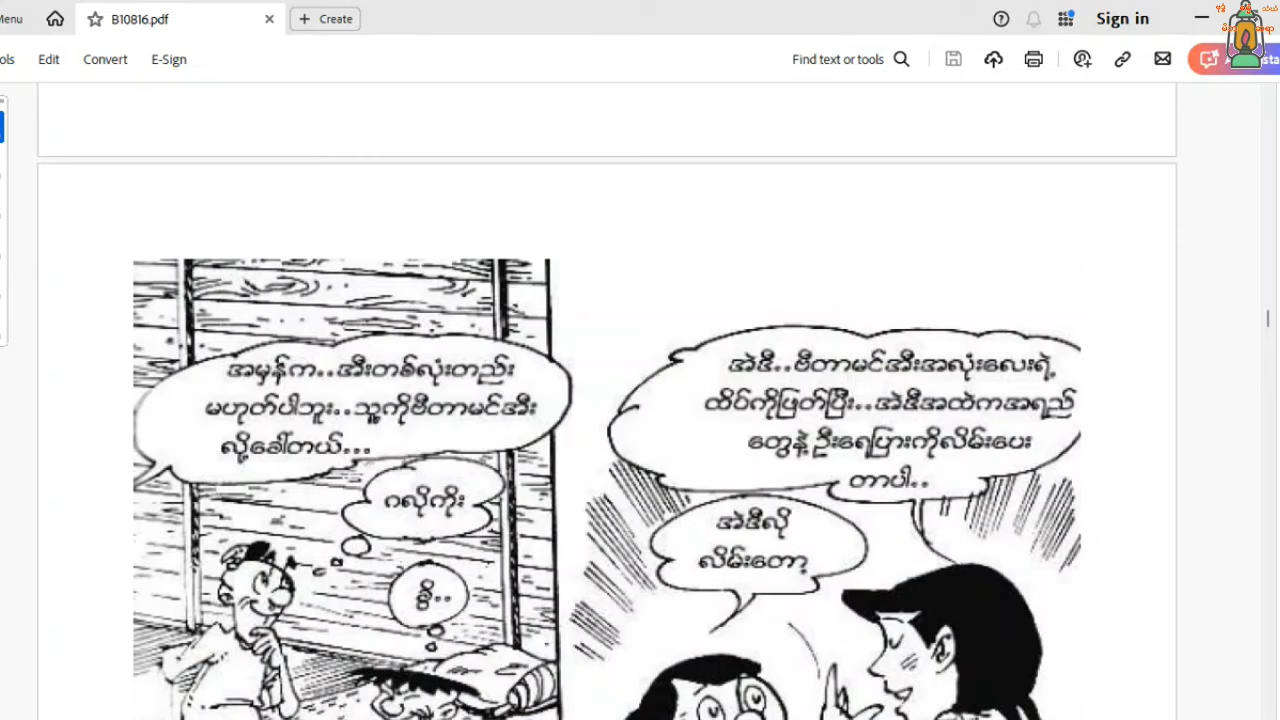 Menu
B10816.pdf
Create
Sign in
ols
Edit
Convert
E-Sign
Find text or tools
အမှန်က..အီးတစ်လုံးတည်း
မဟုတ်ပါဘူး..သူ့ကိုဗီတာမင်အီး
လို့ခေါ်တယ်...
ဂလိုကိုး
ခွီး..
အဲဒီ..ဗီတာမင်အီးအလုံးလေးရဲ့
ထိပ်ကိုဖြတ်ပြီး..အဲဒီအထဲကအရည်
တွေနဲ့ ဦးရေပြားကိုလိမ်းပေး
တာပါ..
အဲဒီလို
လိမ်းတော့